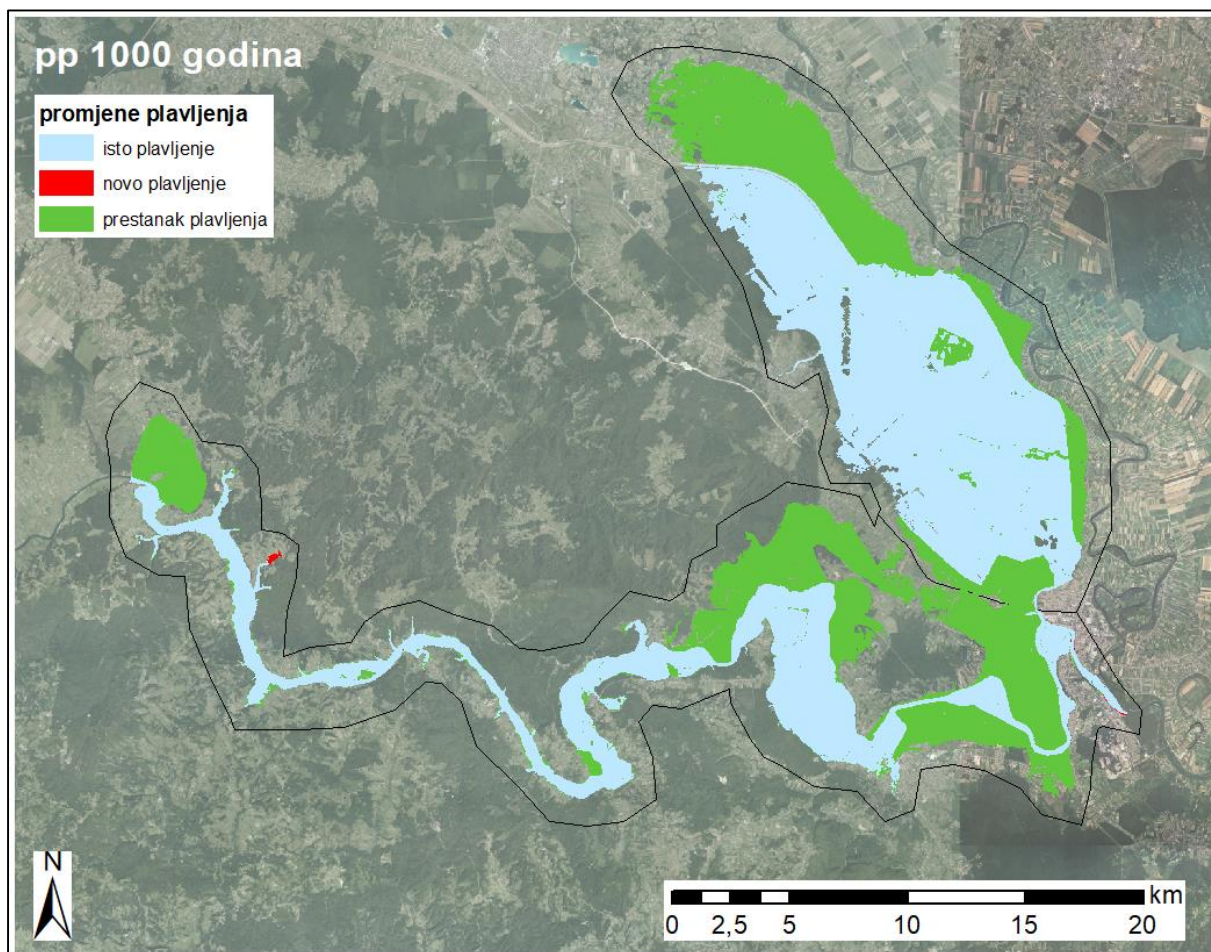 pp 1000 godina
promjene plavljenja
isto plavljenje
novo plavljenje
prestanak plavljenja
N
km
0 2,5 5 10 15 20